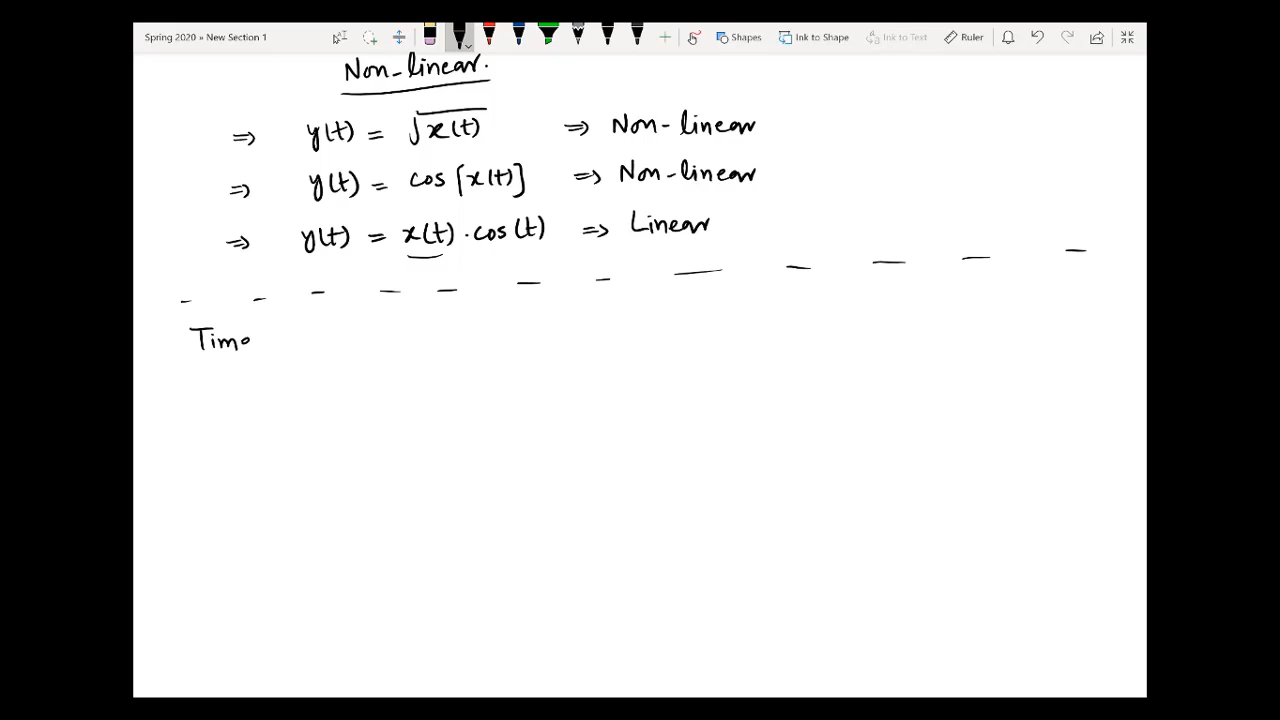 Spring 2020 » New Section 1 Shapes Ink to Shape Ink to Text Ruler
Non-linear.
⇒ y(t) = √x(t) ⇒ Non-linear
⇒ y(t) = cos[x(t)] ⇒ Non-linear
⇒ y(t) = x(t) · cos(t) ⇒ Linear
Time